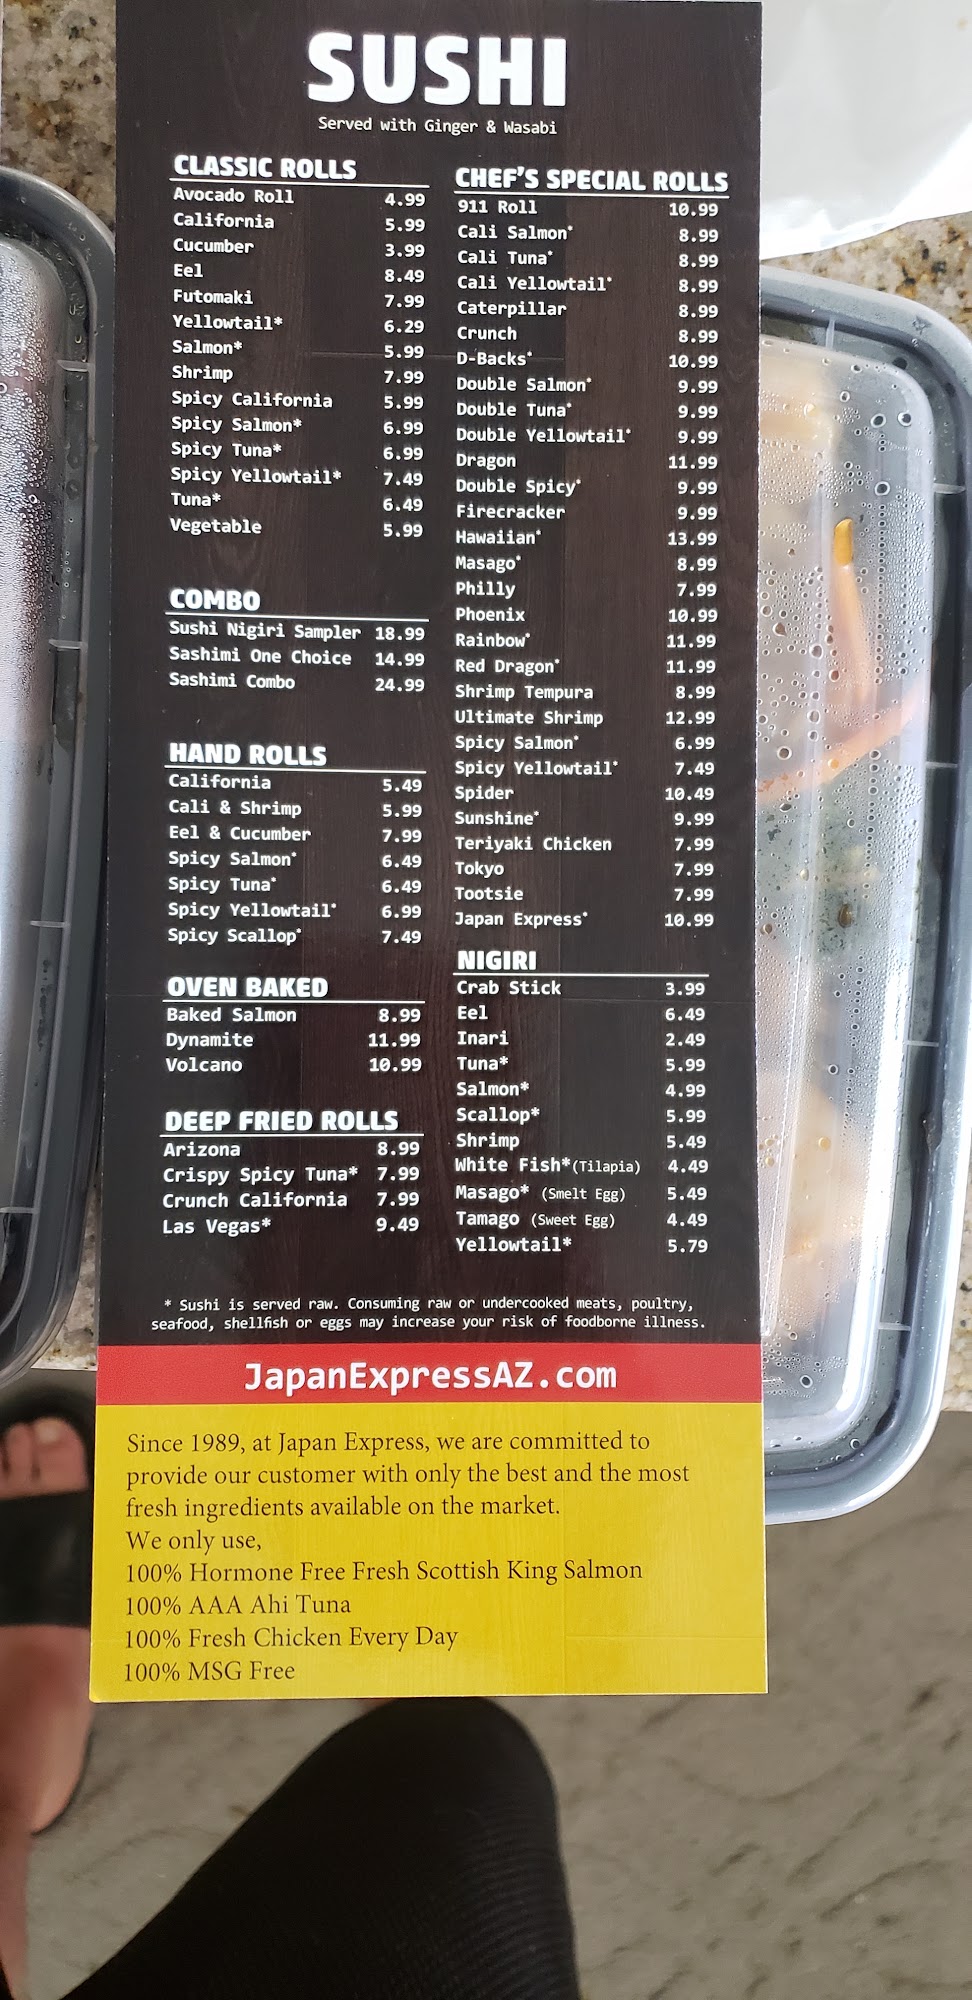 SUSHI
Served with Ginger & Wasabi
CLASSIC ROLLS
Avocado Roll 4.99
California 5.99
Cucumber 3.99
Eel 8.49
Futomaki 7.99
Yellowtail* 6.29
Salmon* 5.99
Shrimp 7.99
Spicy California 5.99
Spicy Salmon* 6.99
Spicy Tuna* 6.99
Spicy Yellowtail* 7.49
Tuna* 6.49
Vegetable 5.99
COMBO
Sushi Nigiri Sampler 18.99
Sashimi One Choice 14.99
Sashimi Combo 24.99
HAND ROLLS
California 5.49
Cali & Shrimp 5.99
Eel & Cucumber 7.99
Spicy Salmon* 6.49
Spicy Tuna* 6.49
Spicy Yellowtail* 6.99
Spicy Scallop* 7.49
OVEN BAKED
Baked Salmon 8.99
Dynamite 11.99
Volcano 10.99
DEEP FRIED ROLLS
Arizona 8.99
Crispy Spicy Tuna* 7.99
Crunch California 7.99
Las Vegas* 9.49
CHEF'S SPECIAL ROLLS
911 Roll 10.99
Cali Salmon* 8.99
Cali Tuna* 8.99
Cali Yellowtail* 8.99
Caterpillar 8.99
Crunch 8.99
D-Backs* 10.99
Double Salmon* 9.99
Double Tuna* 9.99
Double Yellowtail* 9.99
Dragon 11.99
Double Spicy* 9.99
Firecracker 9.99
Hawaiian* 13.99
Masago* 8.99
Philly 7.99
Phoenix 10.99
Rainbow* 11.99
Red Dragon* 11.99
Shrimp Tempura 8.99
Ultimate Shrimp 12.99
Spicy Salmon* 6.99
Spicy Yellowtail* 7.49
Spider 10.49
Sunshine* 9.99
Teriyaki Chicken 7.99
Tokyo 7.99
Tootsie 7.99
Japan Express* 10.99
NIGIRI
Crab Stick 3.99
Eel 6.49
Inari 2.49
Tuna* 5.99
Salmon* 4.99
Scallop* 5.99
Shrimp 5.49
White Fish*(Tilapia) 4.49
Masago* (Smelt Egg) 5.49
Tamago (Sweet Egg) 4.49
Yellowtail* 5.79
* Sushi is served raw. Consuming raw or undercooked meats, poultry,
seafood, shellfish or eggs may increase your risk of foodborne illness.
JapanExpressAZ.com
Since 1989, at Japan Express, we are committed to
provide our customer with only the best and the most
fresh ingredients available on the market.
We only use,
100% Hormone Free Fresh Scottish King Salmon
100% AAA Ahi Tuna
100% Fresh Chicken Every Day
100% MSG Free